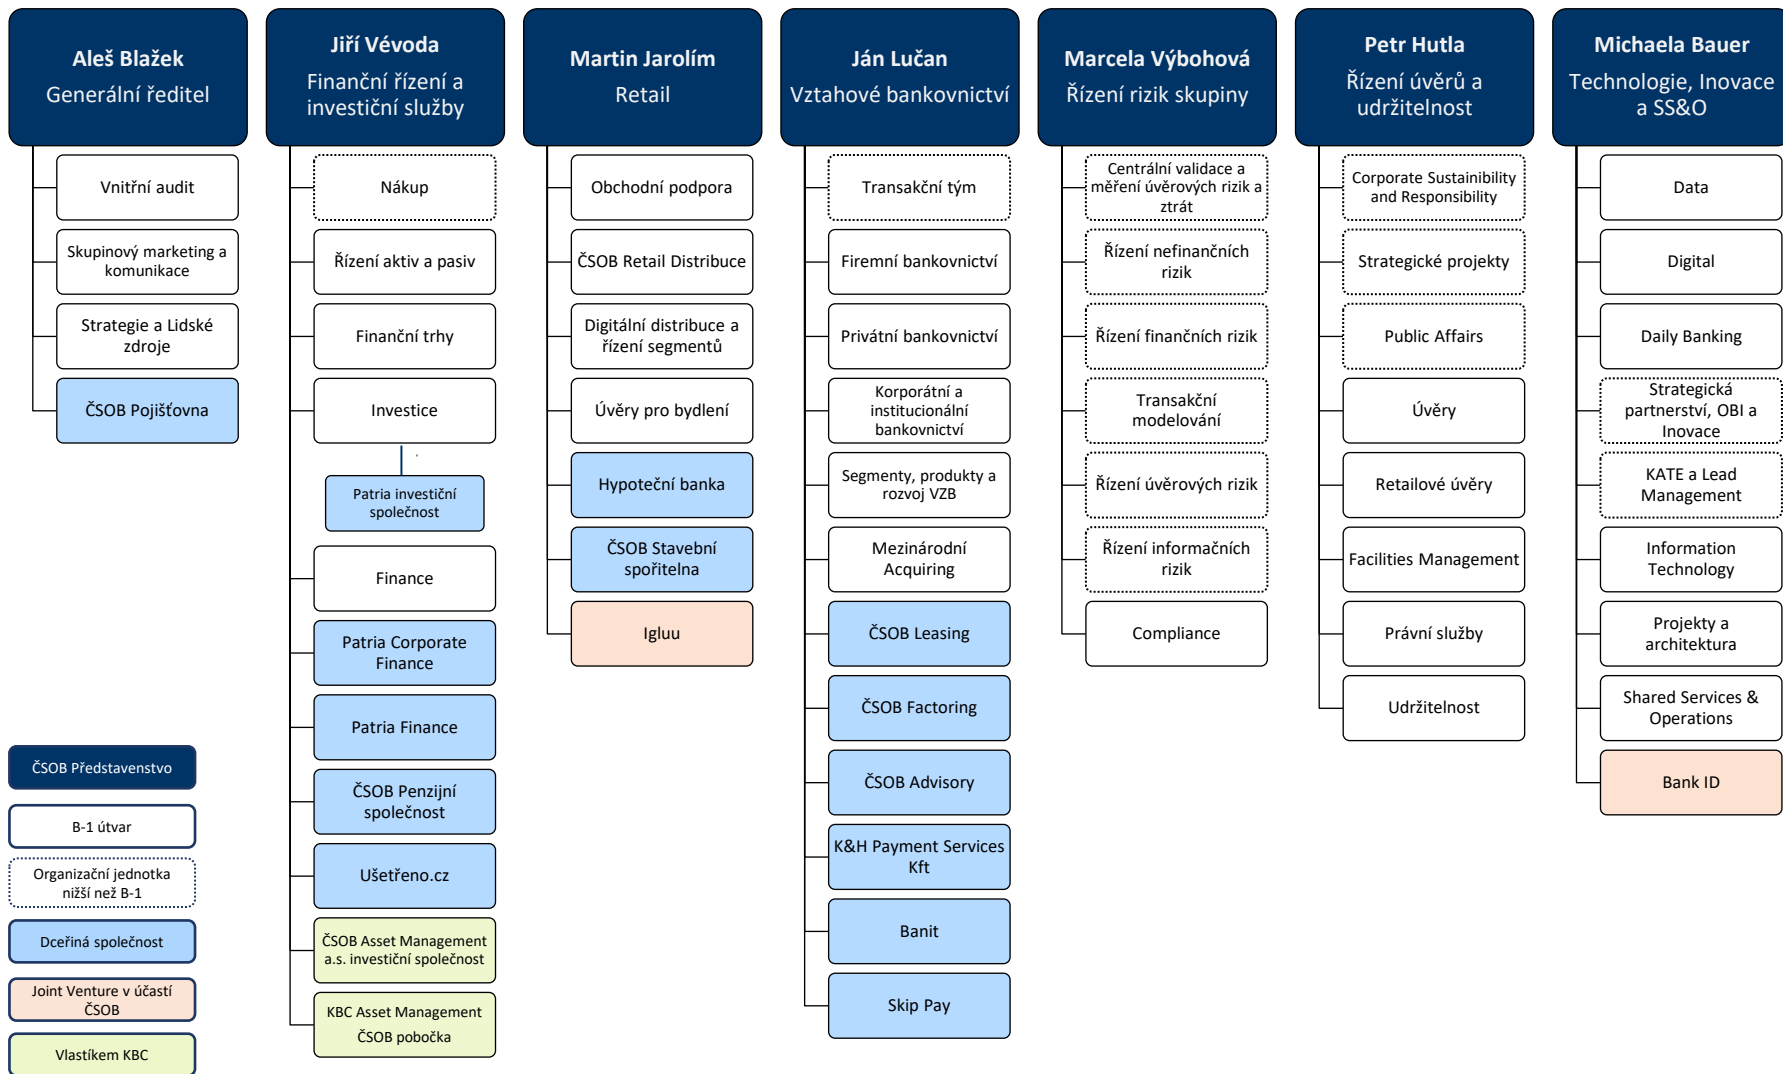 Aleš Blažek
Generální ředitel
Vnitřní audit
Skupinový marketing a
komunikace
Strategie a Lidské
zdroje
ČSOB Pojišťovna
Jiří Vévoda
Finanční řízení a
investiční služby
Nákup
Řízení aktiv a pasiv
Finanční trhy
Investice
Patria investiční
společnost
Finance
Patria Corporate
Finance
Patria Finance
ČSOB Penzijní
společnost
Ušetřeno.cz
ČSOB Asset Management
a.s. investiční společnost
KBC Asset Management
ČSOB pobočka
Martin Jarolím
Retail
Obchodní podpora
ČSOB Retail Distribuce
Digitální distribuce a
řízení segmentů
Úvěry pro bydlení
Hypoteční banka
ČSOB Stavební
spořitelna
Igluu
Ján Lučan
Vztahové bankovnictví
Transakční tým
Firemní bankovnictví
Privátní bankovnictví
Korporátní a
institucionální
bankovnictví
Segmenty, produkty a
rozvoj VZB
Mezinárodní
Acquiring
ČSOB Leasing
ČSOB Factoring
ČSOB Advisory
K&H Payment Services
Kft
Banit
Skip Pay
Marcela Výbohová
Řízení rizik skupiny
Centrální validace a
měření úvěrových rizik a
ztrát
Řízení nefinančních
rizik
Řízení finančních rizik
Transakční
modelování
Řízení úvěrových rizik
Řízení informačních
rizik
Compliance
Petr Hutla
Řízení úvěrů a
udržitelnost
Corporate Sustainibility
and Responsibility
Strategické projekty
Public Affairs
Úvěry
Retailové úvěry
Facilities Management
Právní služby
Udržitelnost
Michaela Bauer
Technologie, Inovace
a SS&O
Data
Digital
Daily Banking
Strategická
partnerství, OBI a
Inovace
KATE a Lead
Management
Information
Technology
Projekty a
architektura
Shared Services &
Operations
Bank ID
ČSOB Představenstvo
B-1 útvar
Organizační jednotka
nižší než B-1
Dceřiná společnost
Joint Venture v účastí
ČSOB
Vlastíkem KBC